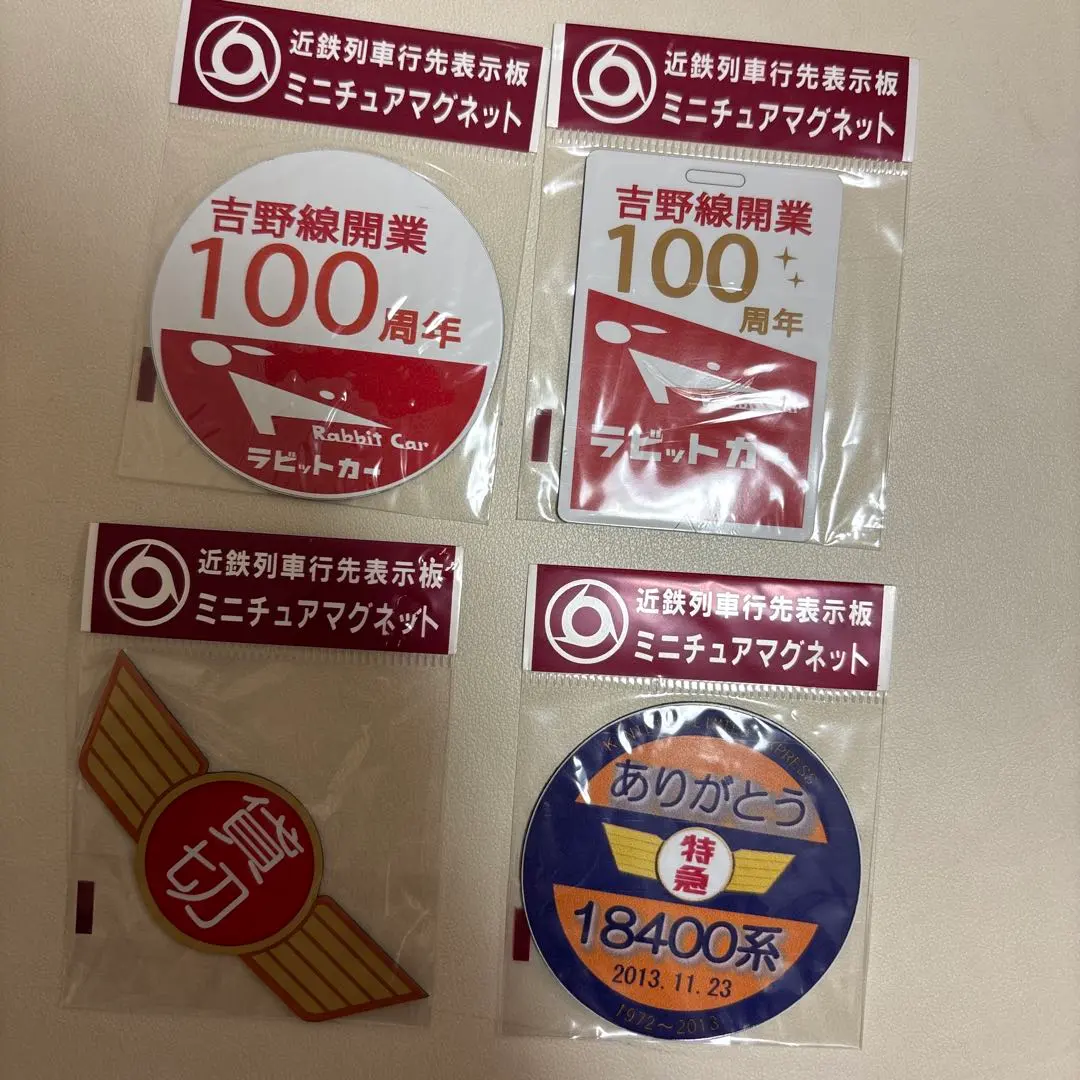 近鉄列車行先表示板
ミニチュアマグネット
吉野線開業
100
周年
Rabbit Car
ラビットカー
近鉄列車行先表示板
ミニチュアマグネット
吉野線開業
100
周年
ラビットカー
近鉄列車行先表示板
ミニチュアマグネット
貸切
近鉄列車行先表示板
ミニチュアマグネット
ありがとう
特急
18400系
2013.11.23
1972~2013